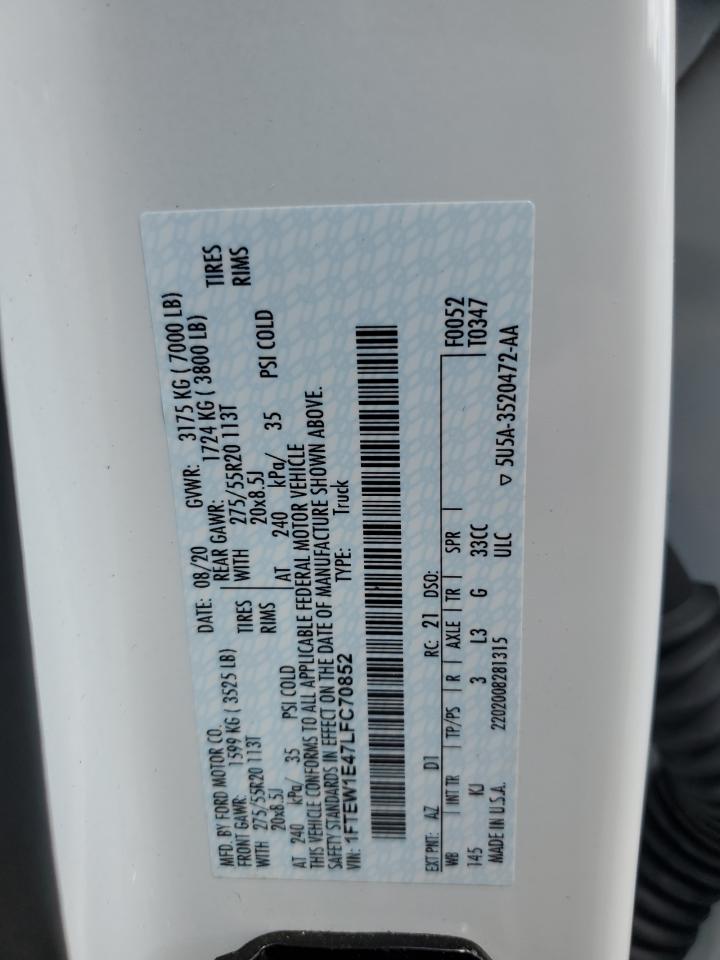 MFD. BY FORD MOTOR CO.
DATE: 08/20 GVWR: 3175 KG ( 7000 LB)
FRONT GAWR: 1599 KG ( 3525 LB) REAR GAWR: 1724 KG ( 3800 LB)
WITH 275/55R20 113T TIRES WITH 275/55R20 113T TIRES
20x8.5J RIMS 20x8.5J RIMS
AT 240 kPa/ 35 PSI COLD AT 240 kPa/ 35 PSI COLD
THIS VEHICLE CONFORMS TO ALL APPLICABLE FEDERAL MOTOR VEHICLE
SAFETY STANDARDS IN EFFECT ON THE DATE OF MANUFACTURE SHOWN ABOVE.
VIN: 1FTEW1E47LFC70852 TYPE: Truck
EXT PNT: AZ D1 RC: 21 DSO: F0052
WB INT TR TP/PS R AXLE TR SPR T0347
145 KJ 3 L3 G 33CC
ULC ▽ 5U5A-3520472-AA
MADE IN U.S.A. 2202008281315